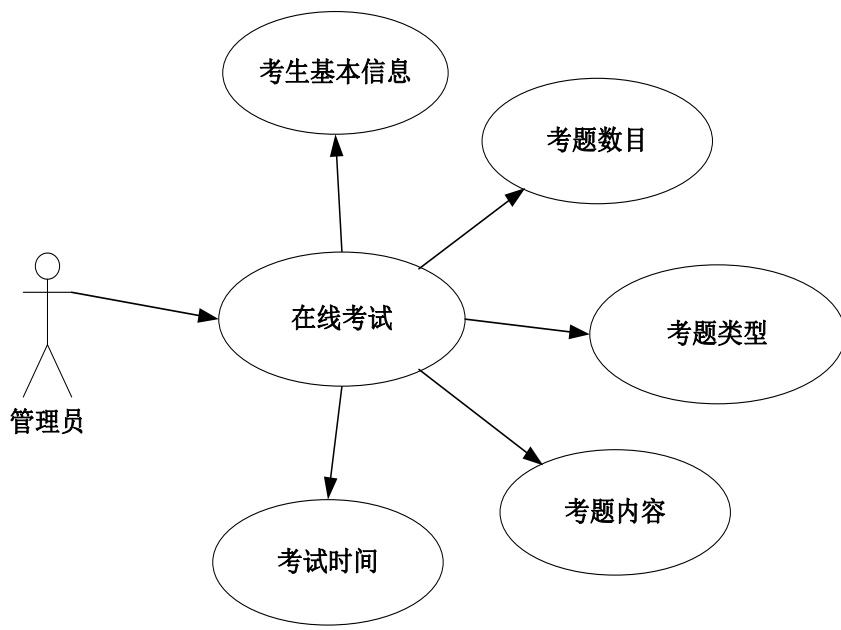 考生基本信息
考题数目
在线考试
考题类型
管理员
考题内容
考试时间